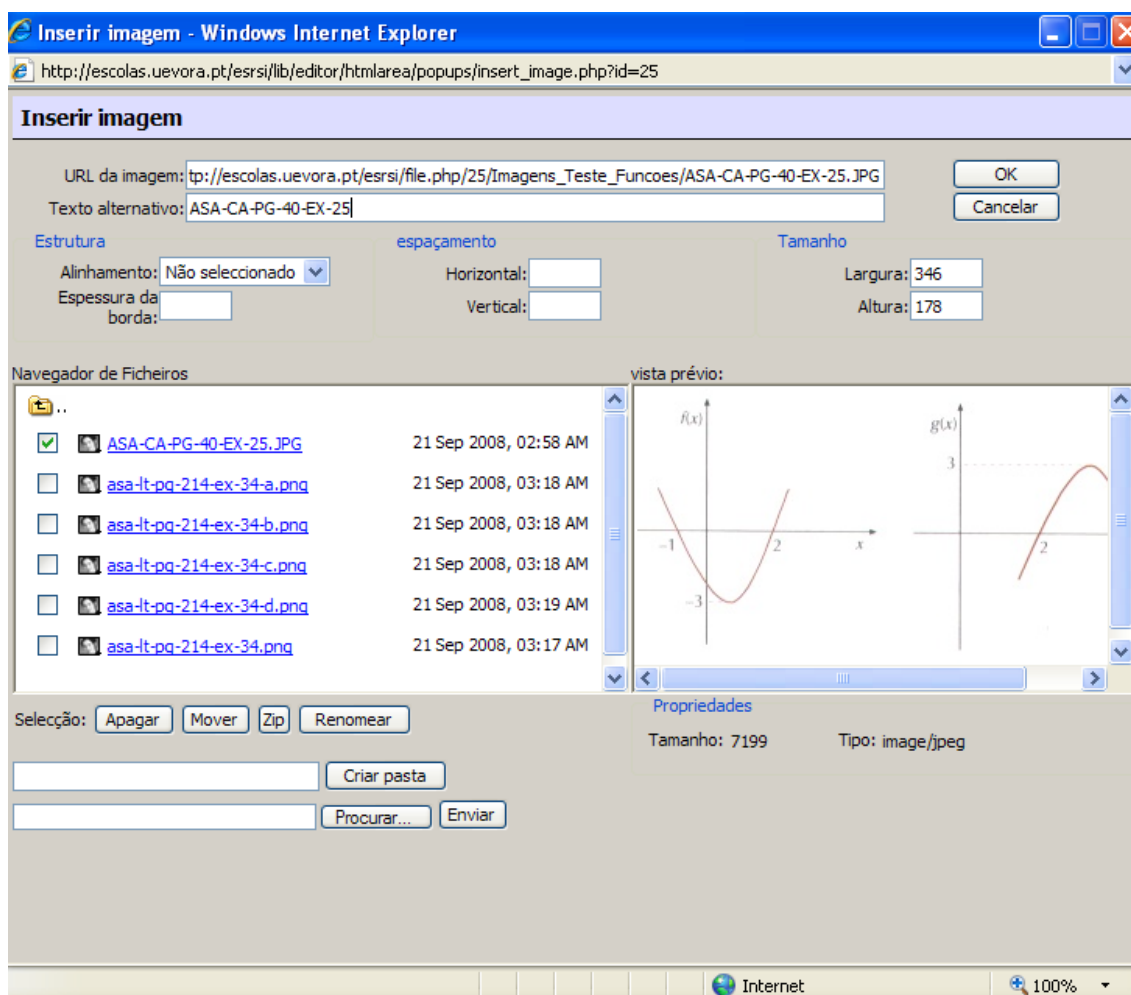 Inserir imagem - Windows Internet Explorer
http://escolas.uevora.pt/esrsi/lib/editor/htmlarea/popups/insert_image.php?id=25
Inserir imagem
URL da imagem: tp://escolas.uevora.pt/esrsi/file.php/25/Imagens_Teste_Funcoes/ASA-CA-PG-40-EX-25.JPG OK
Texto alternativo: ASA-CA-PG-40-EX-25 Cancelar
Estrutura espaçamento Tamanho
Alinhamento: Não seleccionado Horizontal: Largura: 346
Espessura da borda: Vertical: Altura: 178
Navegador de Ficheiros vista prévio:
..
ASA-CA-PG-40-EX-25.JPG 21 Sep 2008, 02:58 AM
asa-lt-pg-214-ex-34-a.png 21 Sep 2008, 03:18 AM
asa-lt-pg-214-ex-34-b.png 21 Sep 2008, 03:18 AM
asa-lt-pg-214-ex-34-c.png 21 Sep 2008, 03:18 AM
asa-lt-pg-214-ex-34-d.png 21 Sep 2008, 03:19 AM
asa-lt-pg-214-ex-34.png 21 Sep 2008, 03:17 AM
f(x) g(x)
3
-1 2 x 2
-3
Selecção: Apagar Mover Zip Renomear
Propriedades
Tamanho: 7199 Tipo: image/jpeg
Criar pasta
Procurar... Enviar
Internet 100%